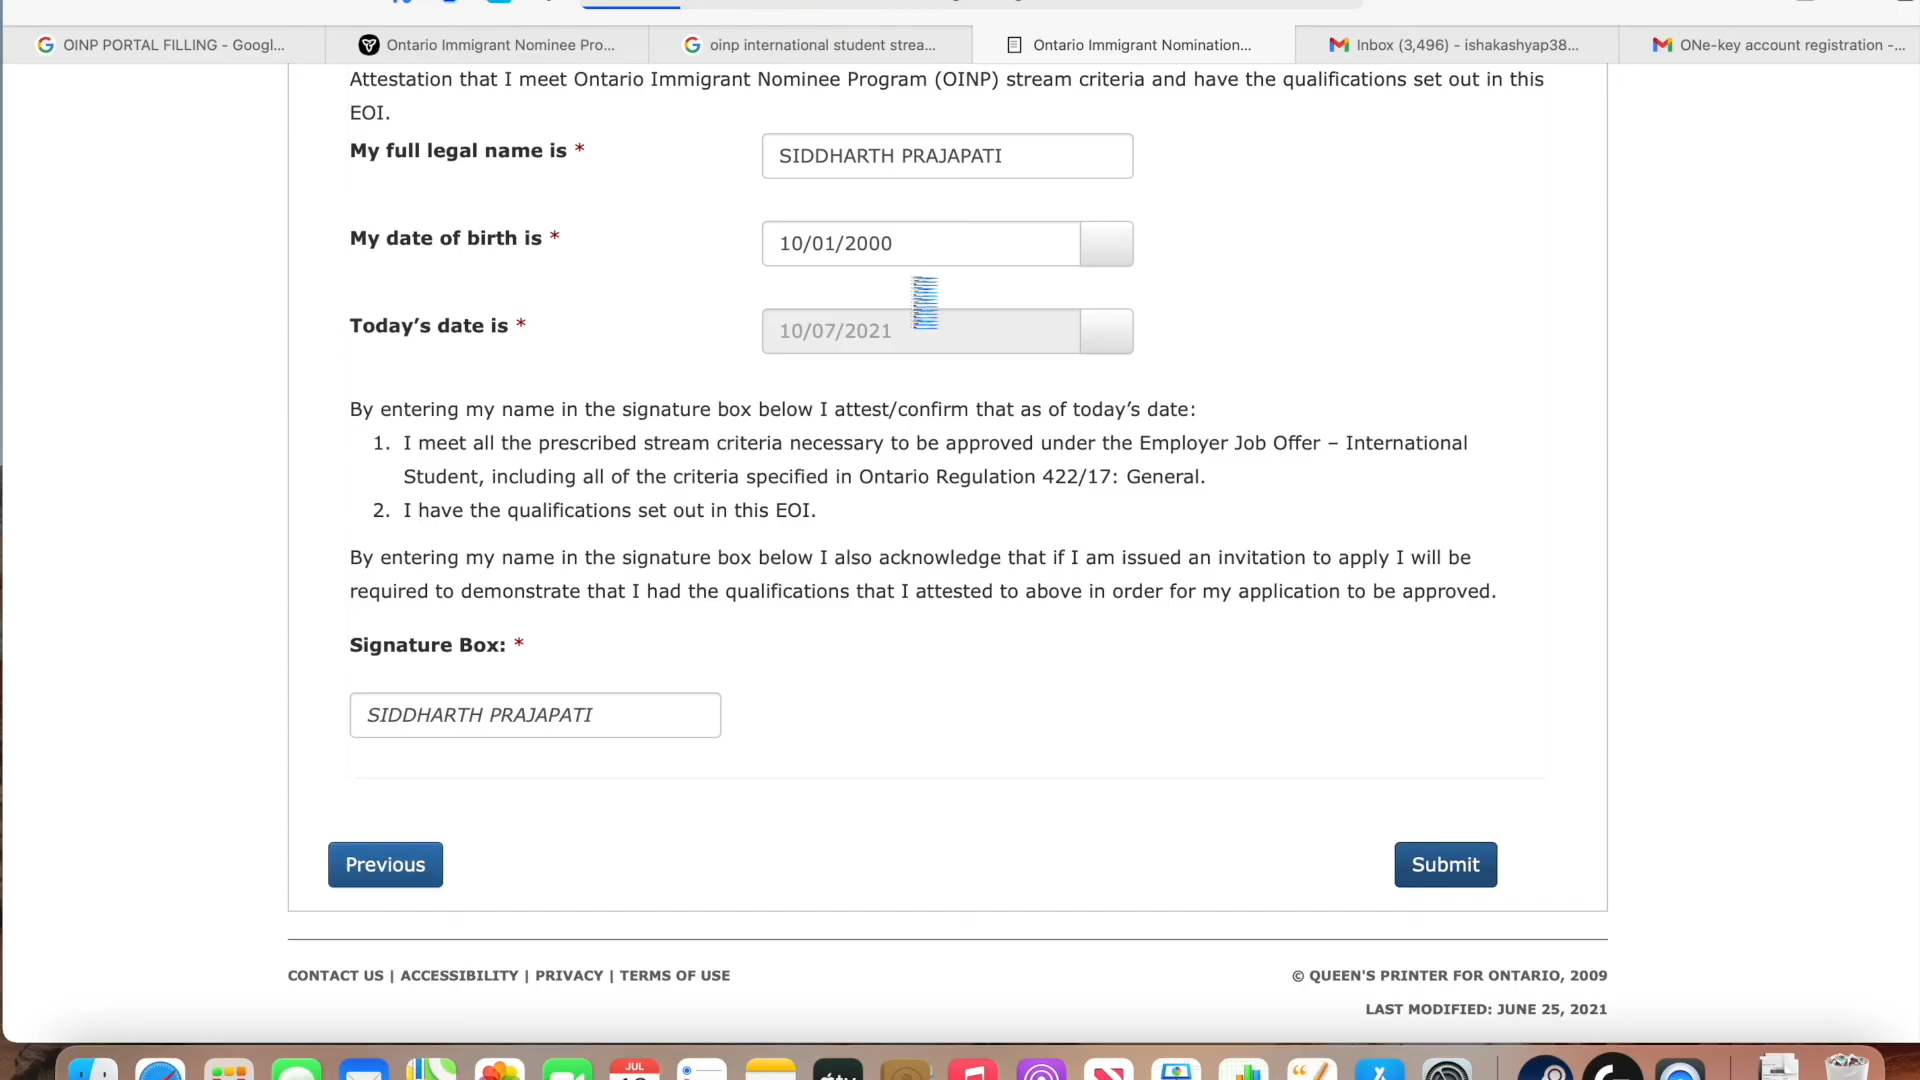 OINP PORTAL FILLING - Googl...
Ontario Immigrant Nominee Pro...
oinp international student strea...
Ontario Immigrant Nomination...
Inbox (3,496) - ishakashyap38...
ONe-key account registration -...
Attestation that I meet Ontario Immigrant Nominee Program (OINP) stream criteria and have the qualifications set out in this
EOI.
My full legal name is *
SIDDHARTH PRAJAPATI
My date of birth is *
10/01/2000
Today’s date is *
10/07/2021
By entering my name in the signature box below I attest/confirm that as of today’s date:
1. I meet all the prescribed stream criteria necessary to be approved under the Employer Job Offer – International
Student, including all of the criteria specified in Ontario Regulation 422/17: General.
2. I have the qualifications set out in this EOI.
By entering my name in the signature box below I also acknowledge that if I am issued an invitation to apply I will be
required to demonstrate that I had the qualifications that I attested to above in order for my application to be approved.
Signature Box: *
SIDDHARTH PRAJAPATI
Previous
Submit
CONTACT US | ACCESSIBILITY | PRIVACY | TERMS OF USE
© QUEEN'S PRINTER FOR ONTARIO, 2009
LAST MODIFIED: JUNE 25, 2021
JUL